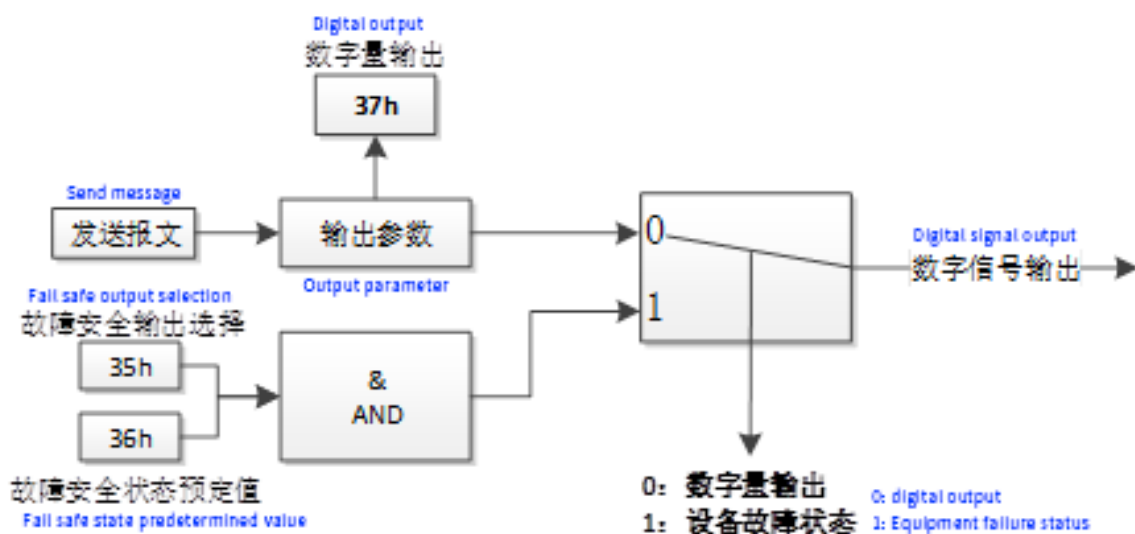 Digital output
数字量输出
37h
Send message
发送报文
输出参数
Output parameter
0
1
Digital signal output
数字信号输出
Fail safe output selection
故障安全输出选择
35h
36h
&
AND
故障安全状态预定值
Fail safe state predetermined value
0：数字量输出
1：设备故障状态
0: digital output
1: Equipment failure status